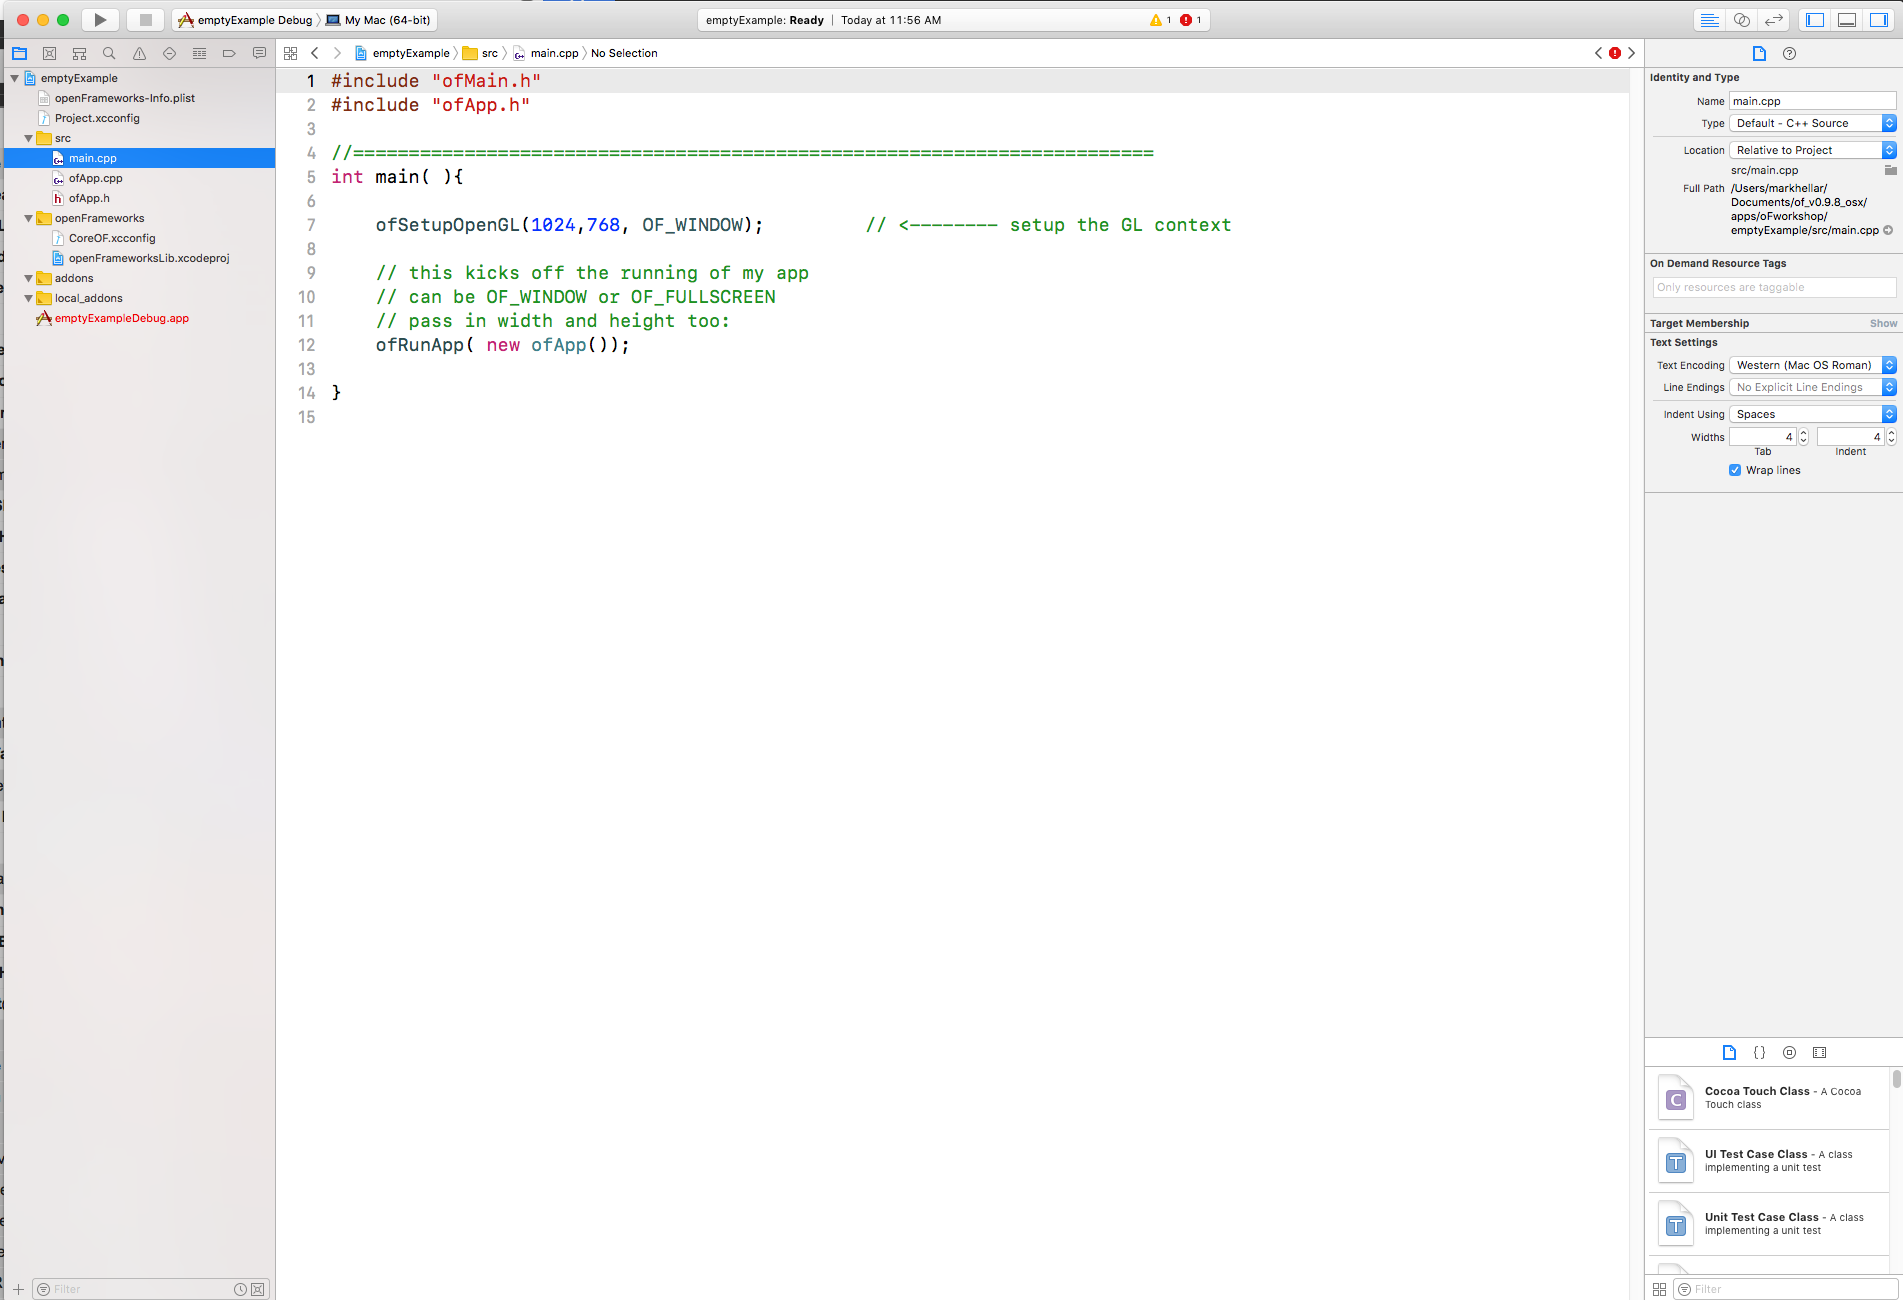 emptyExample Debug My Mac (64-bit)
emptyExample: Ready Today at 11:56 AM 1 1
emptyExample src main.cpp No Selection
emptyExample
openFrameworks-Info.plist
Project.xcconfig
src
main.cpp
ofApp.cpp
ofApp.h
openFrameworks
CoreOF.xcconfig
openFrameworksLib.xcodeproj
addons
local_addons
emptyExampleDebug.app
Filter
1 #include "ofMain.h"
2 #include "ofApp.h"
3
4 //========================================================================
5 int main( ){
6
7 ofSetupOpenGL(1024,768, OF_WINDOW); // <-------- setup the GL context
8
9 // this kicks off the running of my app
10 // can be OF_WINDOW or OF_FULLSCREEN
11 // pass in width and height too:
12 ofRunApp( new ofApp());
13
14 }
15
Identity and Type
Name main.cpp
Type Default - C++ Source
Location Relative to Project
src/main.cpp
Full Path /Users/markhellar/
Documents/of_v0.9.8_osx/
apps/oFworkshop/
emptyExample/src/main.cpp
On Demand Resource Tags
Only resources are taggable
Target Membership Show
Text Settings
Text Encoding Western (Mac OS Roman)
Line Endings No Explicit Line Endings
Indent Using Spaces
Widths 4 4
Tab Indent
Wrap lines
{ }
C
Cocoa Touch Class - A Cocoa
Touch class
T
UI Test Case Class - A class
implementing a unit test
T
Unit Test Case Class - A class
implementing a unit test
Filter